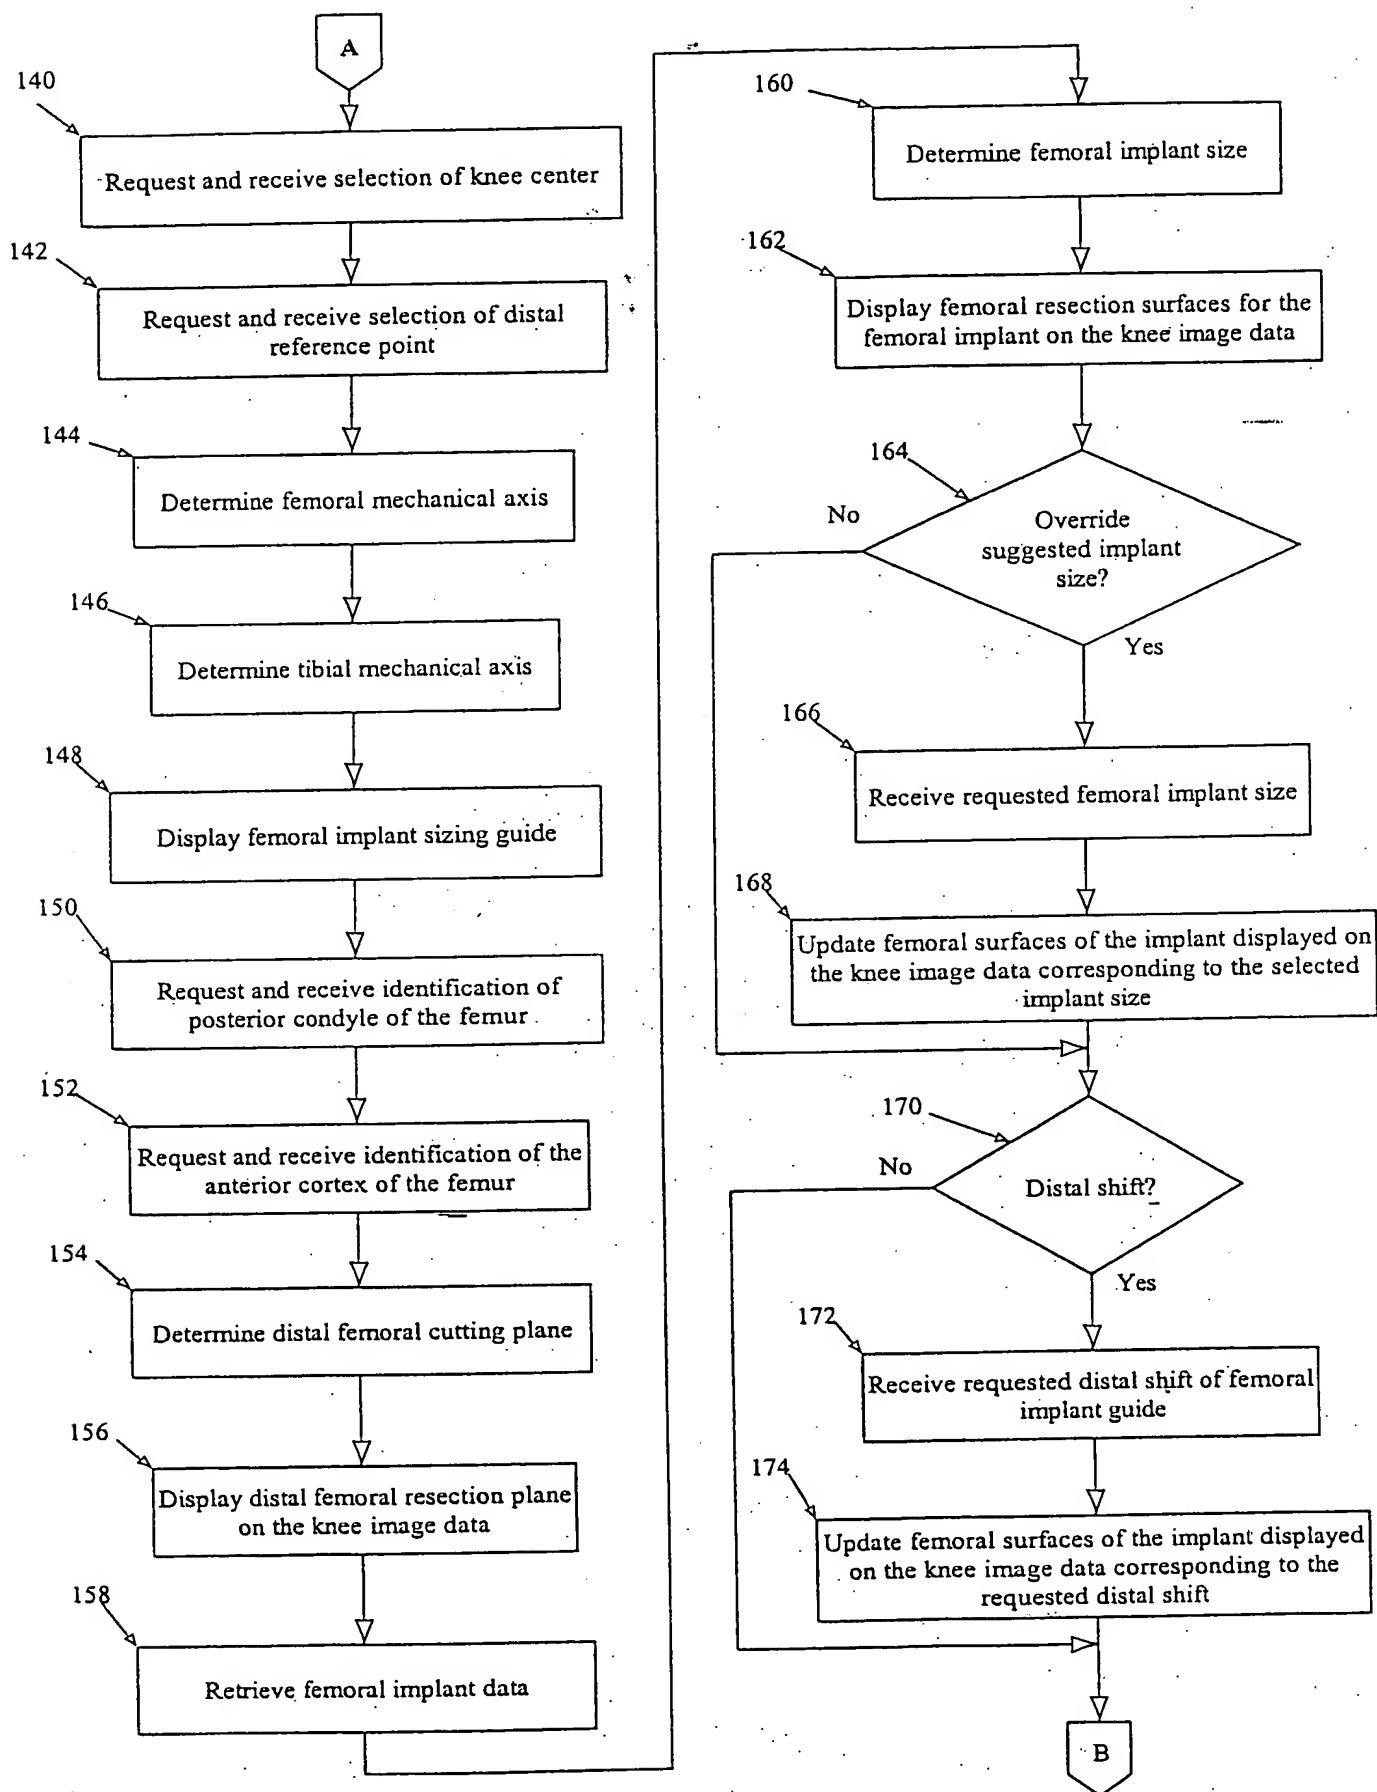 A
140
Request and receive selection of knee center
142
Request and receive selection of distal
reference point
144
Determine femoral mechanical axis
146
Determine tibial mechanical axis
148
Display femoral implant sizing guide
150
Request and receive identification of
posterior condyle of the femur
152
Request and receive identification of the
anterior cortex of the femur
154
Determine distal femoral cutting plane
156
Display distal femoral resection plane
on the knee image data
158
Retrieve femoral implant data
160
Determine femoral implant size
162
Display femoral resection surfaces for the
femoral implant on the knee image data
164
No
Override
suggested implant
size?
Yes
166
Receive requested femoral implant size
168
Update femoral surfaces of the implant displayed on
the knee image data corresponding to the selected
implant size
170
No
Distal shift?
Yes
172
Receive requested distal shift of femoral
implant guide
174
Update femoral surfaces of the implant displayed
on the knee image data corresponding to the
requested distal shift
B